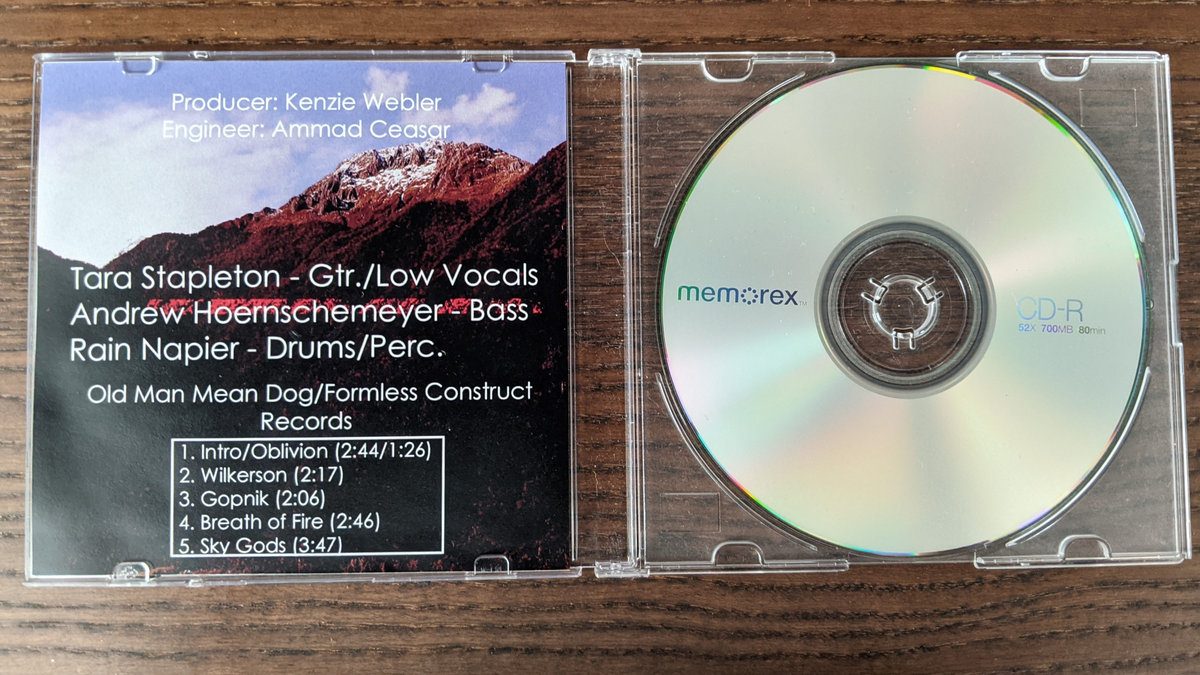 Producer: Kenzie Webler
Engineer: Ammad Ceasar
Tara Stapleton - Gtr./Low Vocals
Andrew Hoernschemeyer - Bass
Rain Napier - Drums/Perc.
Old Man Mean Dog/Formless Construct
Records
1. Intro/Oblivion (2:44/1:26)
2. Wilkerson (2:17)
3. Gopnik (2:06)
4. Breath of Fire (2:46)
5. Sky Gods (3:47)
memorex™
CD-R
52X 700MB 80min